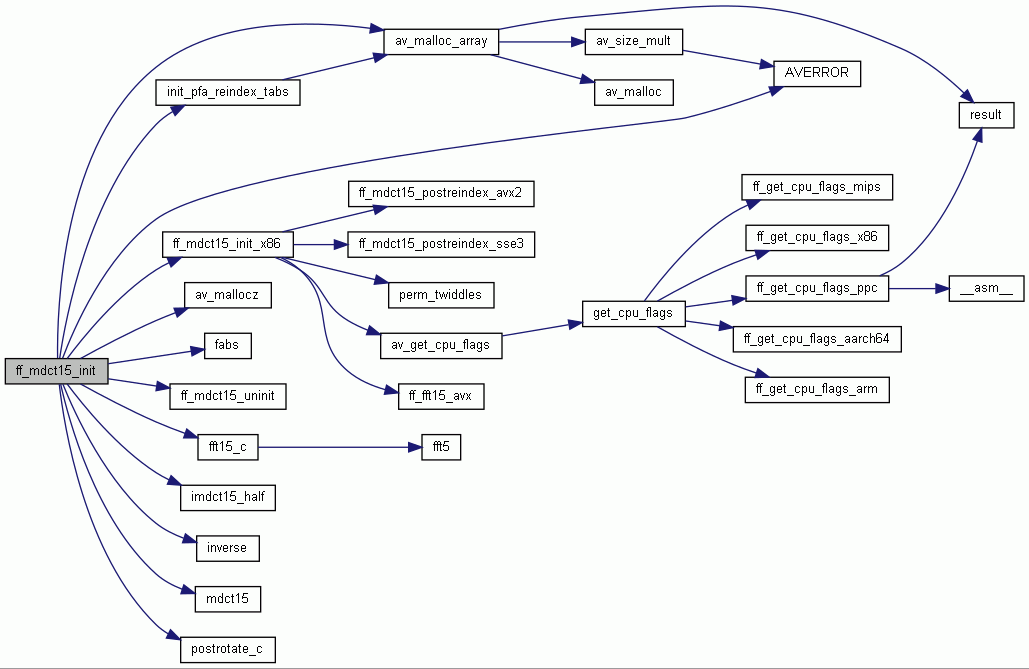 av_malloc_array
av_size_mult
AVERROR
init_pfa_reindex_tabs
av_malloc
result
ff_mdct15_postreindex_avx2
ff_get_cpu_flags_mips
ff_mdct15_init_x86
ff_mdct15_postreindex_sse3
ff_get_cpu_flags_x86
av_mallocz
perm_twiddles
ff_get_cpu_flags_ppc
__asm__
get_cpu_flags
fabs
av_get_cpu_flags
ff_get_cpu_flags_aarch64
ff_mdct15_init
ff_mdct15_uninit
ff_fft15_avx
ff_get_cpu_flags_arm
fft15_c
fft5
imdct15_half
inverse
mdct15
postrotate_c